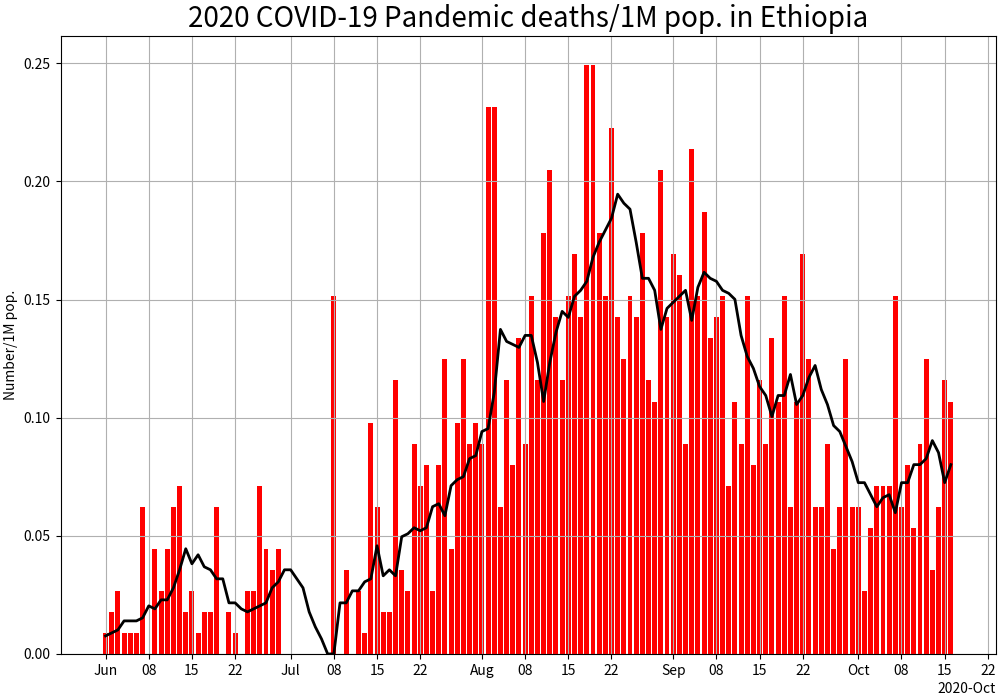 2020 COVID-19 Pandemic deaths/1M pop. in Ethiopia
Number/1M pop.
0.25
0.20
0.15
0.10
0.05
0.00
Jun 08 15 22 Jul 08 15 22 Aug 08 15 22 Sep 08 15 22 Oct 08 15 22
2020-Oct